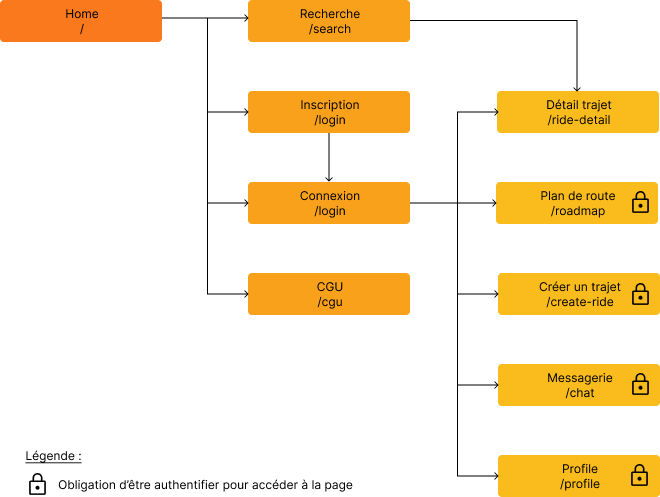 Home
/
Recherche
/search
Inscription
/login
Détail trajet
/ride-detail
Connexion
/login
Plan de route
/roadmap
CGU
/cgu
Créer un trajet
/create-ride
Messagerie
/chat
Légende :
Obligation d'être authentifier pour accéder à la page
Profile
/profile